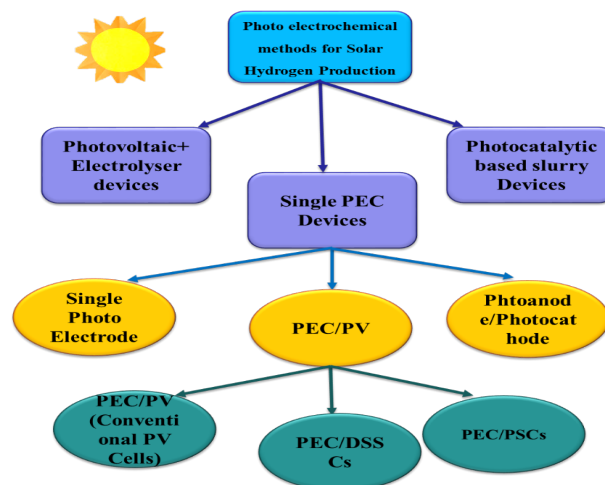 Photo electrochemical
methods for Solar
Hydrogen Production
Photovoltaic+
Electrolyser
devices
Photocatalytic
based slurry
Devices
Single PEC
Devices
Single
Photo
Electrode
PEC/PV
Phtoanod
e/Photocat
hode
PEC/PV
(Conventi
onal PV
Cells)
PEC/DSS
Cs
PEC/PSCs